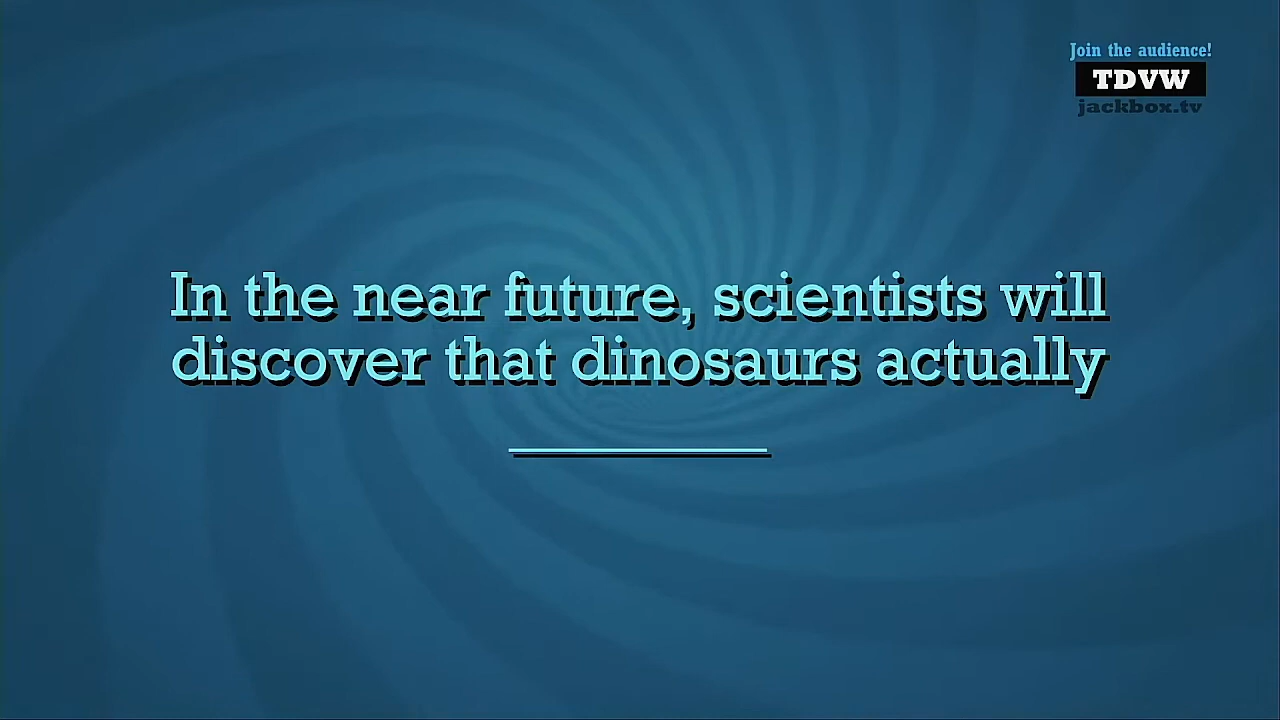 Join the audience!
TDVW
jackbox.tv
In the near future, scientists will
discover that dinosaurs actually